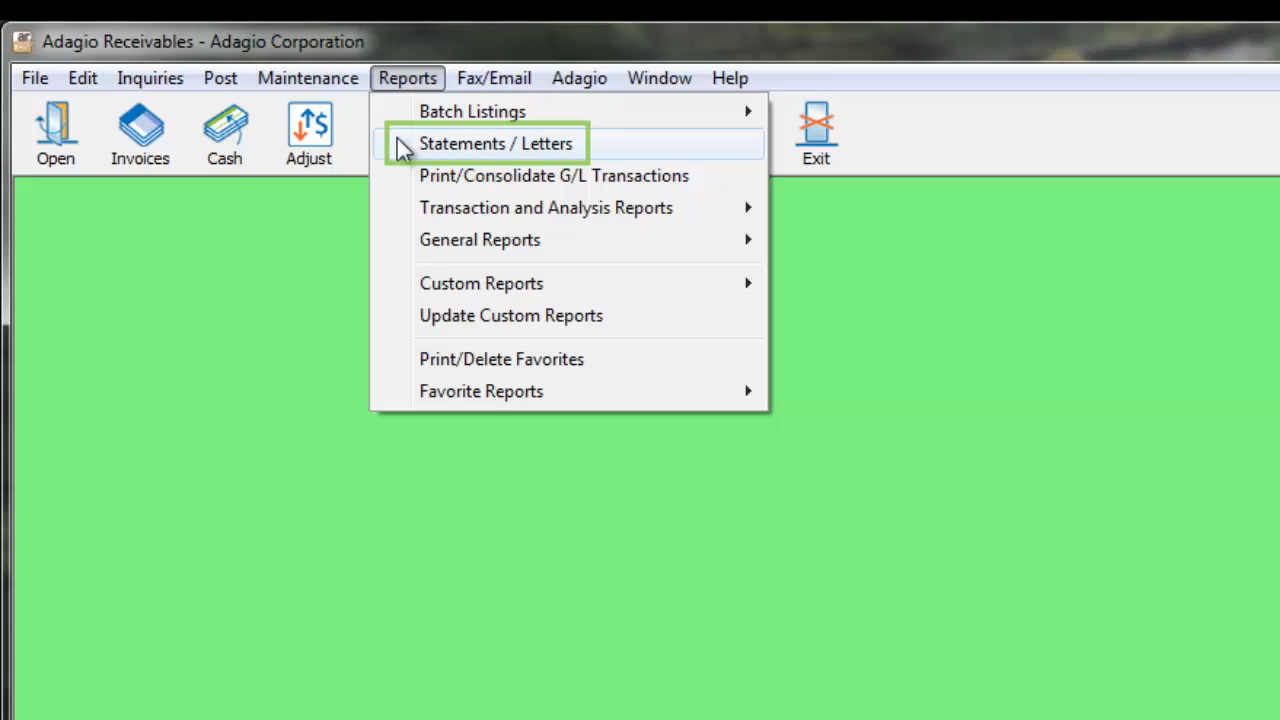 ar
Adagio Receivables - Adagio Corporation
File Edit Inquiries Post Maintenance Reports Fax/Email Adagio Window Help
Open Invoices Cash Adjust Exit
Batch Listings
Statements / Letters
Print/Consolidate G/L Transactions
Transaction and Analysis Reports
General Reports
Custom Reports
Update Custom Reports
Print/Delete Favorites
Favorite Reports